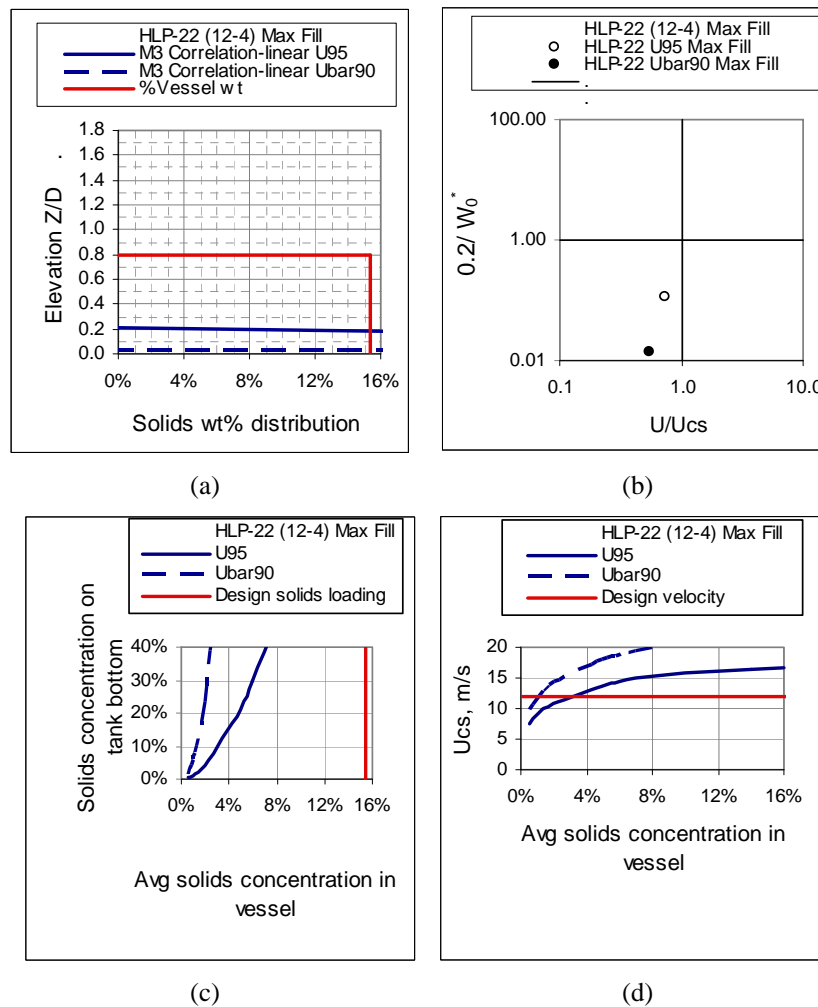 HLP-22 (12-4) Max Fill
M3 Correlation-linear U95
M3 Correlation-linear Ubar90
%Vessel wt
1.8
1.6
1.4
1.2
1.0
0.8
0.6
0.4
0.2
0.0
Elevation Z/D
0% 4% 8% 12% 16%
Solids wt% distribution
(a)
HLP-22 (12-4) Max Fill
HLP-22 U95 Max Fill
HLP-22 Ubar90 Max Fill
100.00
1.00
0.01
0.2/ W0*
0.1 1.0 10.0
U/Ucs
(b)
HLP-22 (12-4) Max Fill
U95
Ubar90
Design solids loading
Solids concentration on
tank bottom
40%
30%
20%
10%
0%
0% 4% 8% 12% 16%
Avg solids concentration in
vessel
(c)
HLP-22 (12-4) Max Fill
U95
Ubar90
Design velocity
Ucs, m/s
20
15
10
5
0
0% 4% 8% 12% 16%
Avg solids concentration in
vessel
(d)